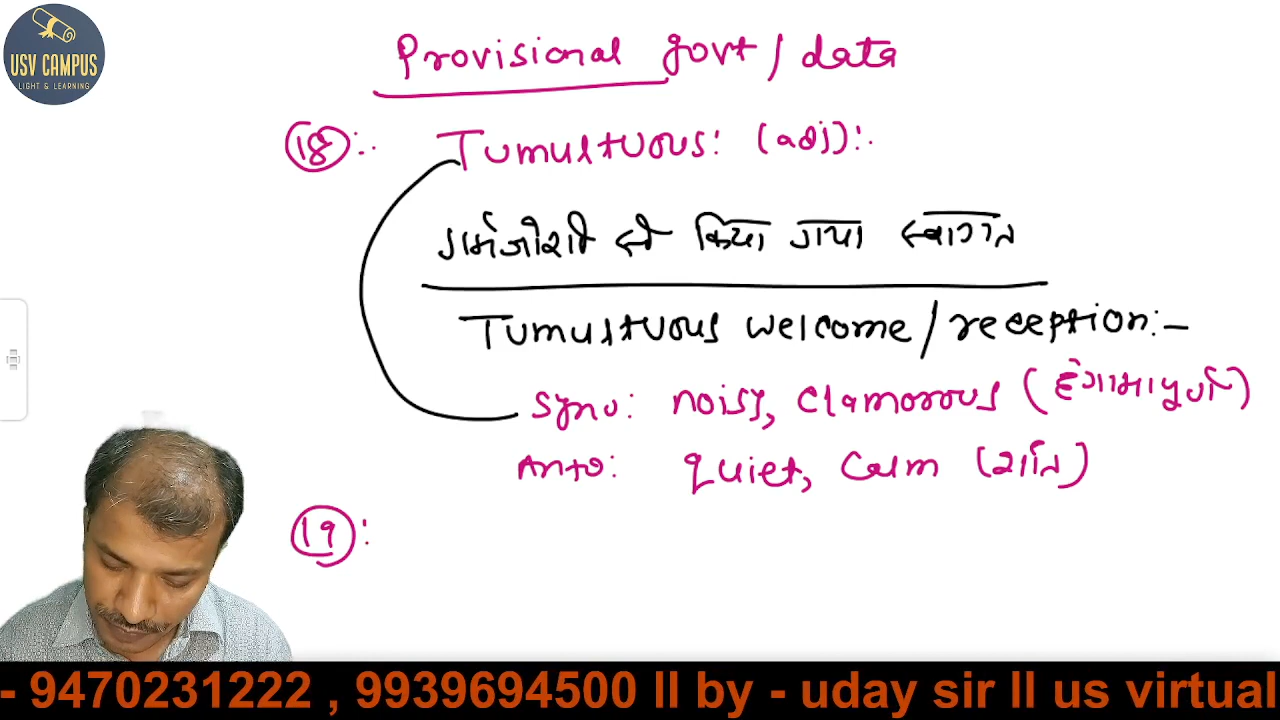 USV CAMPUS
LIGHT & LEARNING
Provisional govt / data
18:. Tumultuous: (adj):.
गर्मजोशी से किया गया स्वागत
Tumultuous welcome/reception:-
Syno: noisy, Clamorous (हंगामापूर्ण)
Anto: quiet, Calm (शांत)
19:
- 9470231222 , 9939694500 ll by - uday sir ll us virtual